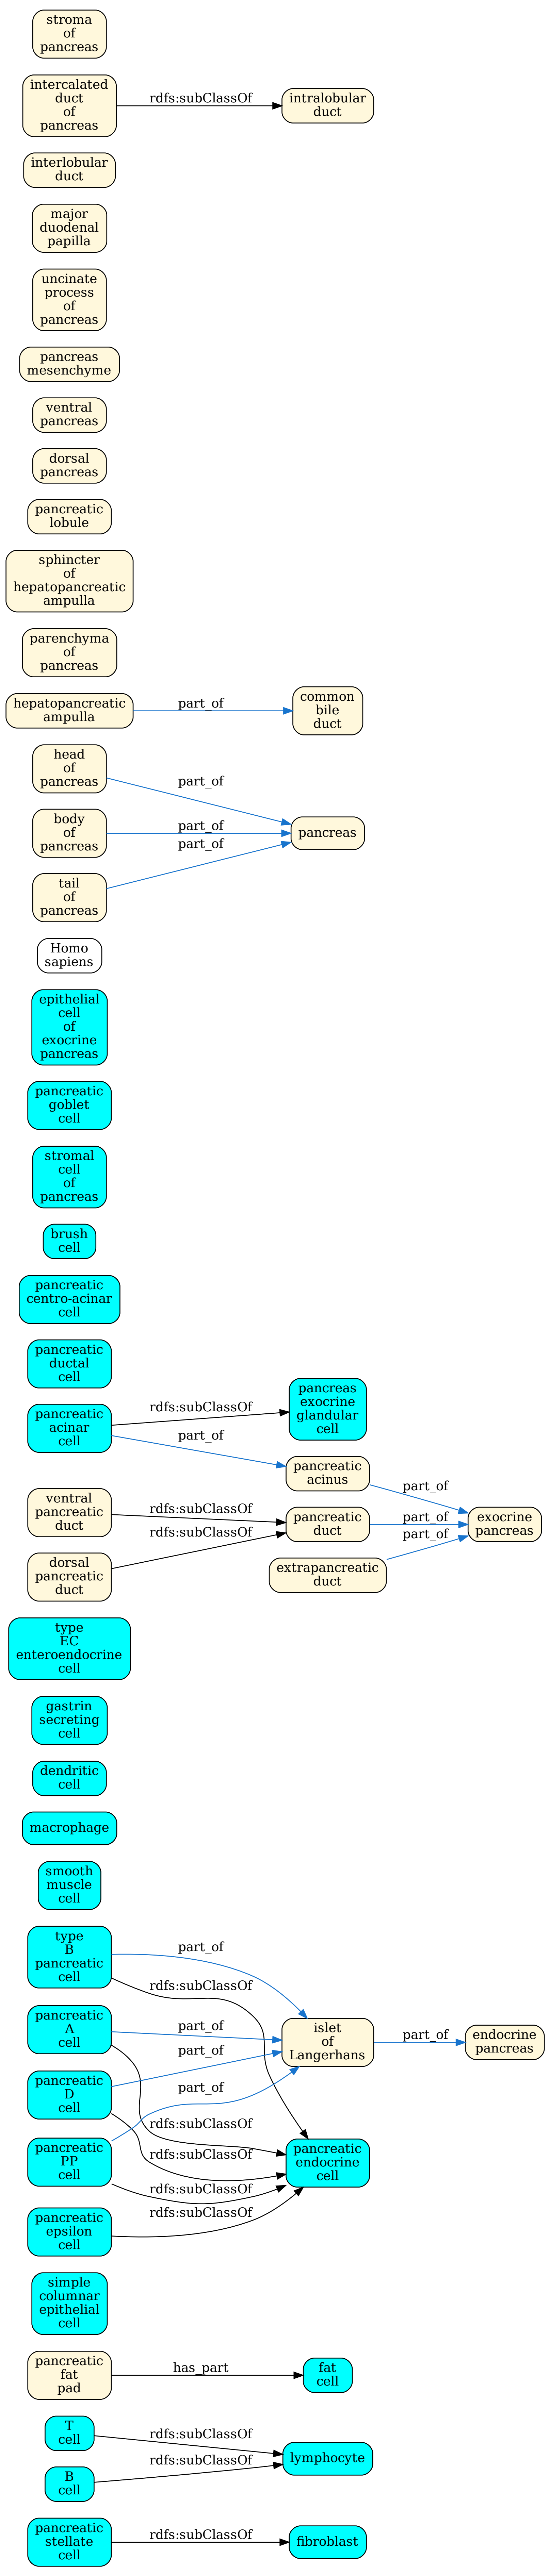 stroma
of
pancreas
intercalated
duct
of
pancreas
rdfs:subClassOf
intralobular
duct
interlobular
duct
major
duodenal
papilla
uncinate
process
of
pancreas
pancreas
mesenchyme
ventral
pancreas
dorsal
pancreas
pancreatic
lobule
sphincter
of
hepatopancreatic
ampulla
parenchyma
of
pancreas
hepatopancreatic
ampulla
part_of
common
bile
duct
head
of
pancreas
part_of
body
of
pancreas
part_of
pancreas
tail
of
pancreas
part_of
Homo
sapiens
epithelial
cell
of
exocrine
pancreas
pancreatic
goblet
cell
stromal
cell
of
pancreas
brush
cell
pancreatic
centro-acinar
cell
pancreatic
ductal
cell
pancreatic
acinar
cell
rdfs:subClassOf
part_of
pancreas
exocrine
glandular
cell
pancreatic
acinus
part_of
ventral
pancreatic
duct
rdfs:subClassOf
dorsal
pancreatic
duct
rdfs:subClassOf
pancreatic
duct
part_of
extrapancreatic
duct
part_of
exocrine
pancreas
type
EC
enteroendocrine
cell
gastrin
secreting
cell
dendritic
cell
macrophage
smooth
muscle
cell
type
B
pancreatic
cell
part_of
rdfs:subClassOf
pancreatic
A
cell
part_of
rdfs:subClassOf
pancreatic
D
cell
part_of
rdfs:subClassOf
pancreatic
PP
cell
part_of
rdfs:subClassOf
pancreatic
epsilon
cell
rdfs:subClassOf
islet
of
Langerhans
part_of
endocrine
pancreas
pancreatic
endocrine
cell
simple
columnar
epithelial
cell
pancreatic
fat
pad
has_part
fat
cell
T
cell
rdfs:subClassOf
B
cell
rdfs:subClassOf
lymphocyte
pancreatic
stellate
cell
rdfs:subClassOf
fibroblast